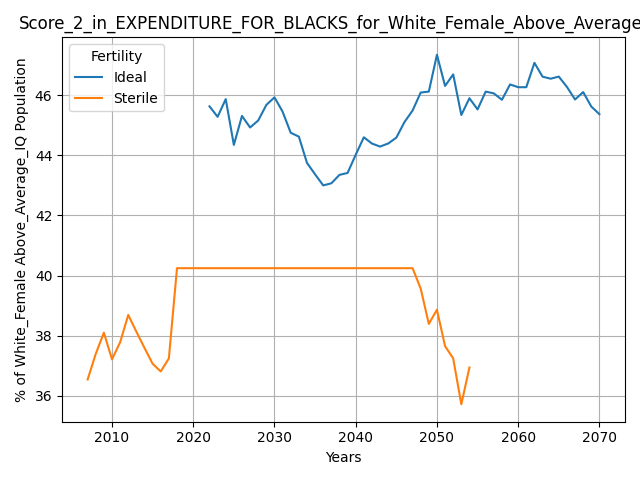 Score_2_in_EXPENDITURE_FOR_BLACKS_for_White_Female_Above_Average
% of White_Female Above_Average_IQ Population
Fertility
Ideal
Sterile
46
44
42
40
38
36
2010 2020 2030 2040 2050 2060 2070
Years